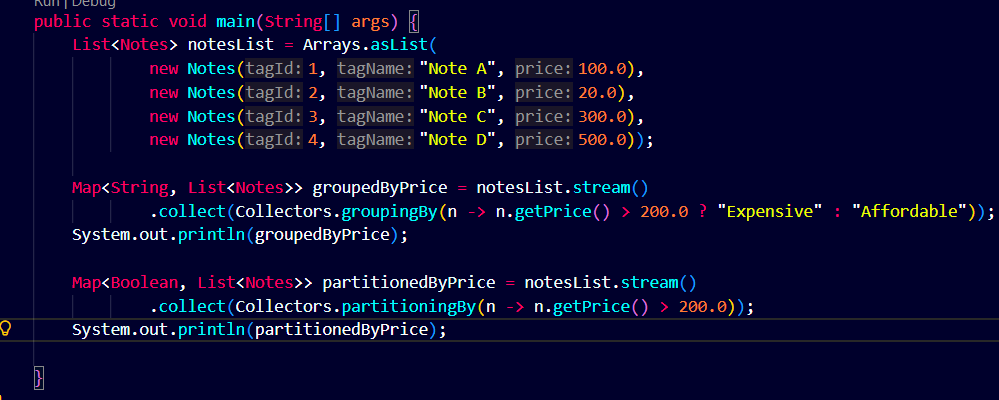 Run | Debug
public static void main(String[] args) {
List<Notes> notesList = Arrays.asList(
new Notes(tagId: 1, tagName: "Note A", price: 100.0),
new Notes(tagId: 2, tagName: "Note B", price: 20.0),
new Notes(tagId: 3, tagName: "Note C", price: 300.0),
new Notes(tagId: 4, tagName: "Note D", price: 500.0));
Map<String, List<Notes>> groupedByPrice = notesList.stream()
.collect(Collectors.groupingBy(n -> n.getPrice() > 200.0 ? "Expensive" : "Affordable"));
System.out.println(groupedByPrice);
Map<Boolean, List<Notes>> partitionedByPrice = notesList.stream()
.collect(Collectors.partitioningBy(n -> n.getPrice() > 200.0));
System.out.println(partitionedByPrice);
}